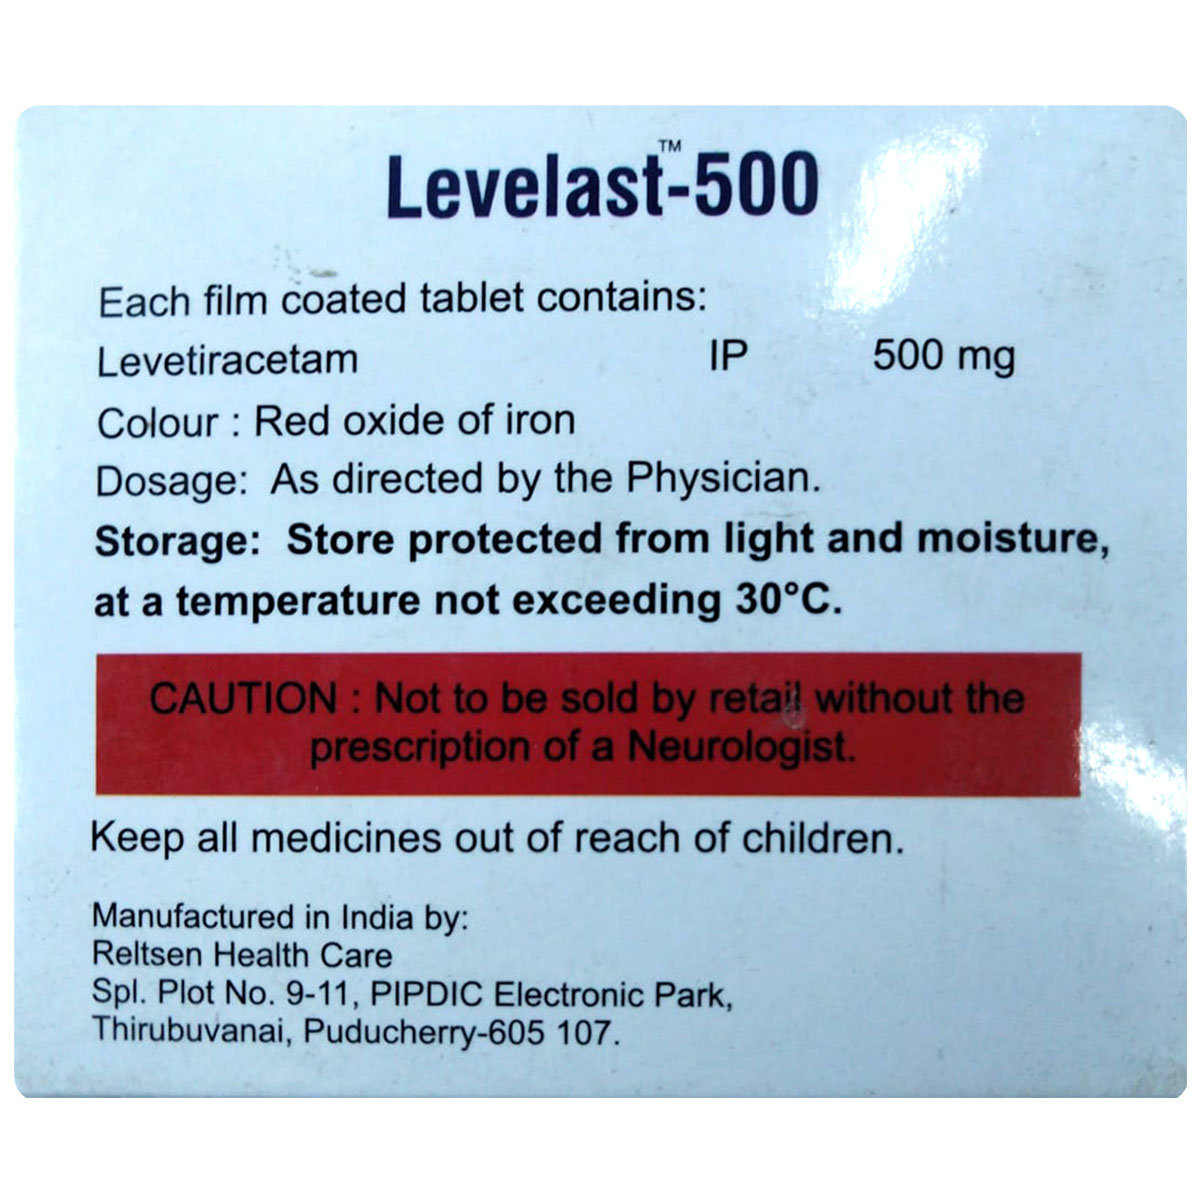 Levelast™-500
Each film coated tablet contains:
Levetiracetam IP 500 mg
Colour : Red oxide of iron
Dosage: As directed by the Physician.
Storage: Store protected from light and moisture,
at a temperature not exceeding 30°C.
CAUTION : Not to be sold by retail without the
prescription of a Neurologist.
Keep all medicines out of reach of children.
Manufactured in India by:
Reltsen Health Care
Spl. Plot No. 9-11, PIPDIC Electronic Park,
Thirubuvanai, Puducherry-605 107.